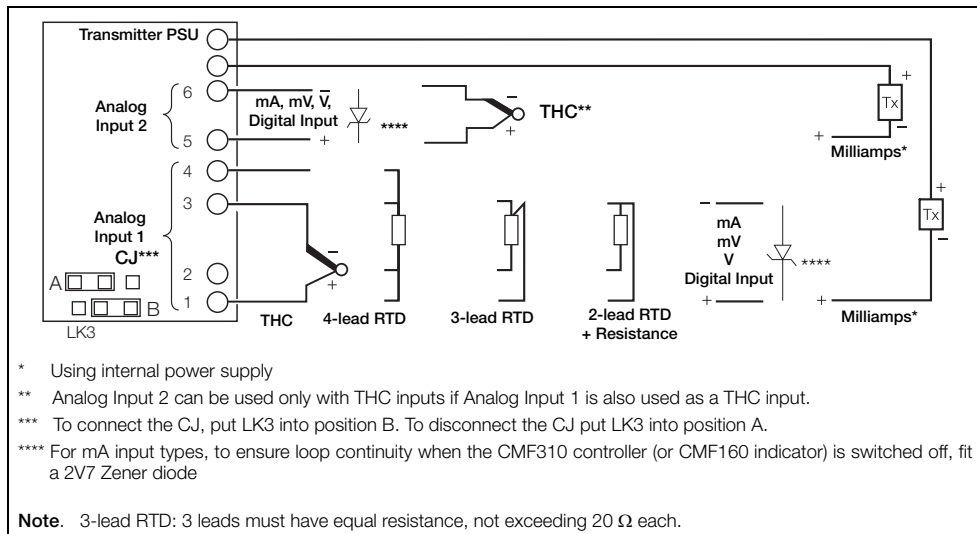 Transmitter PSU
6
mA, mV, V̅,
Digital Input
–
+
****
–
+
THC**
Analog
Input 2
5
+
Tx
–
+
Milliamps*
4
3
Analog
Input 1
CJ***
2
1
A
B
LK3
–
+
THC
4-lead RTD
3-lead RTD
2-lead RTD
+ Resistance
–
mA
mV
V
Digital Input
+
****
+
Tx
–
+
Milliamps*
* Using internal power supply
** Analog Input 2 can be used only with THC inputs if Analog Input 1 is also used as a THC input.
*** To connect the CJ, put LK3 into position B. To disconnect the CJ put LK3 into position A.
**** For mA input types, to ensure loop continuity when the CMF310 controller (or CMF160 indicator) is switched off, fit
a 2V7 Zener diode
Note. 3-lead RTD: 3 leads must have equal resistance, not exceeding 20 Ω each.